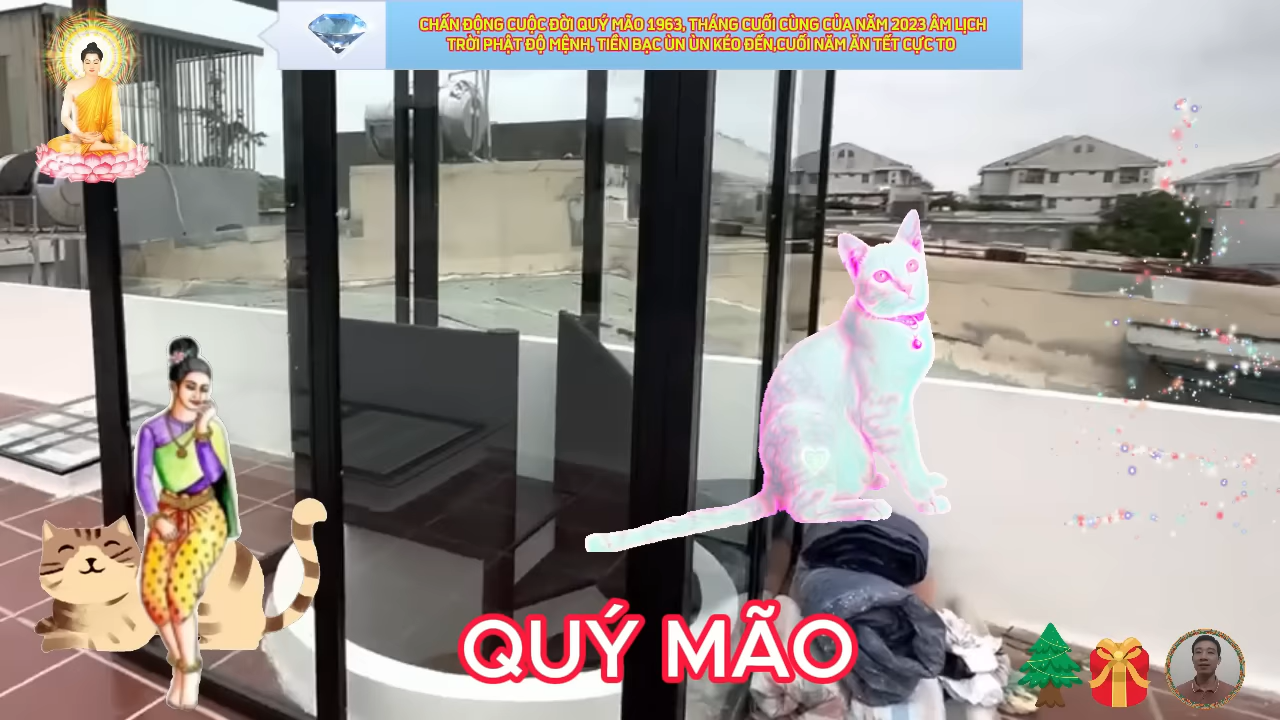 CHẤN ĐỘNG CUỘC ĐỜI QUÝ MÃO 1963, THÁNG CUỐI CÙNG CỦA NĂM 2023 ÂM LỊCH
TRỜI PHẬT ĐỘ MỆNH, TIỀN BẠC ÙN ÙN KÉO ĐẾN,CUỐI NĂM ĂN TẾT CỰC TO
QUÝ MÃO